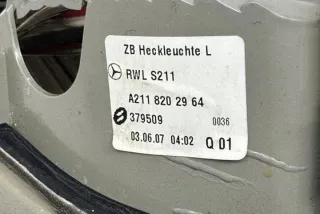 ZB Heckleuchte L
RWL S211
A211 820 29 64
379509 0036
03.06.07 04:02 Q 01